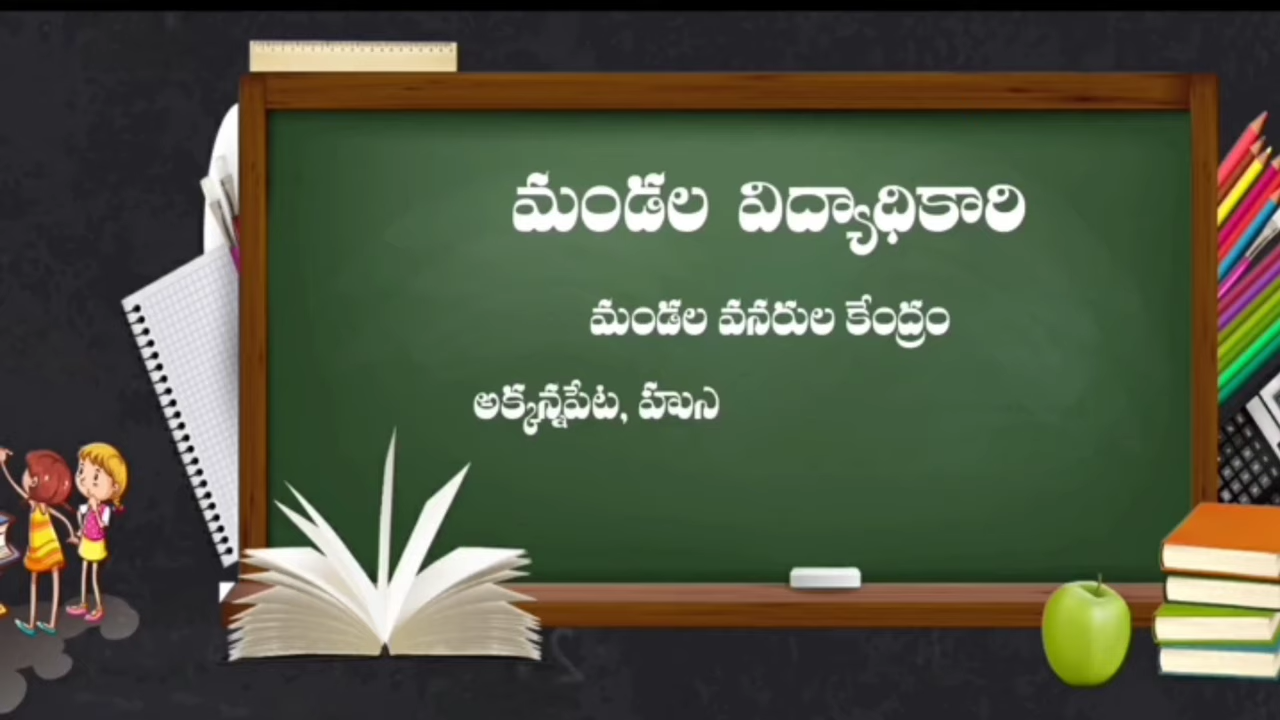 మండల విద్యాధికారి
మండల వనరుల కేంద్రం
అక్కన్నపేట, హుస